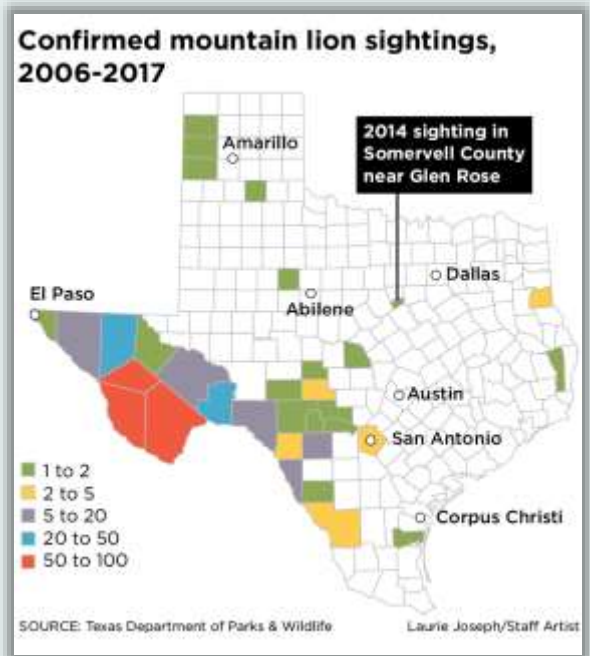 Confirmed mountain lion sightings,
2006-2017
Amarillo
2014 sighting in
Somervell County
near Glen Rose
Dallas
El Paso
Abilene
Austin
San Antonio
1 to 2
2 to 5
5 to 20
20 to 50
50 to 100
Corpus Christi
SOURCE: Texas Department of Parks & Wildlife
Laurie Joseph/Staff Artist